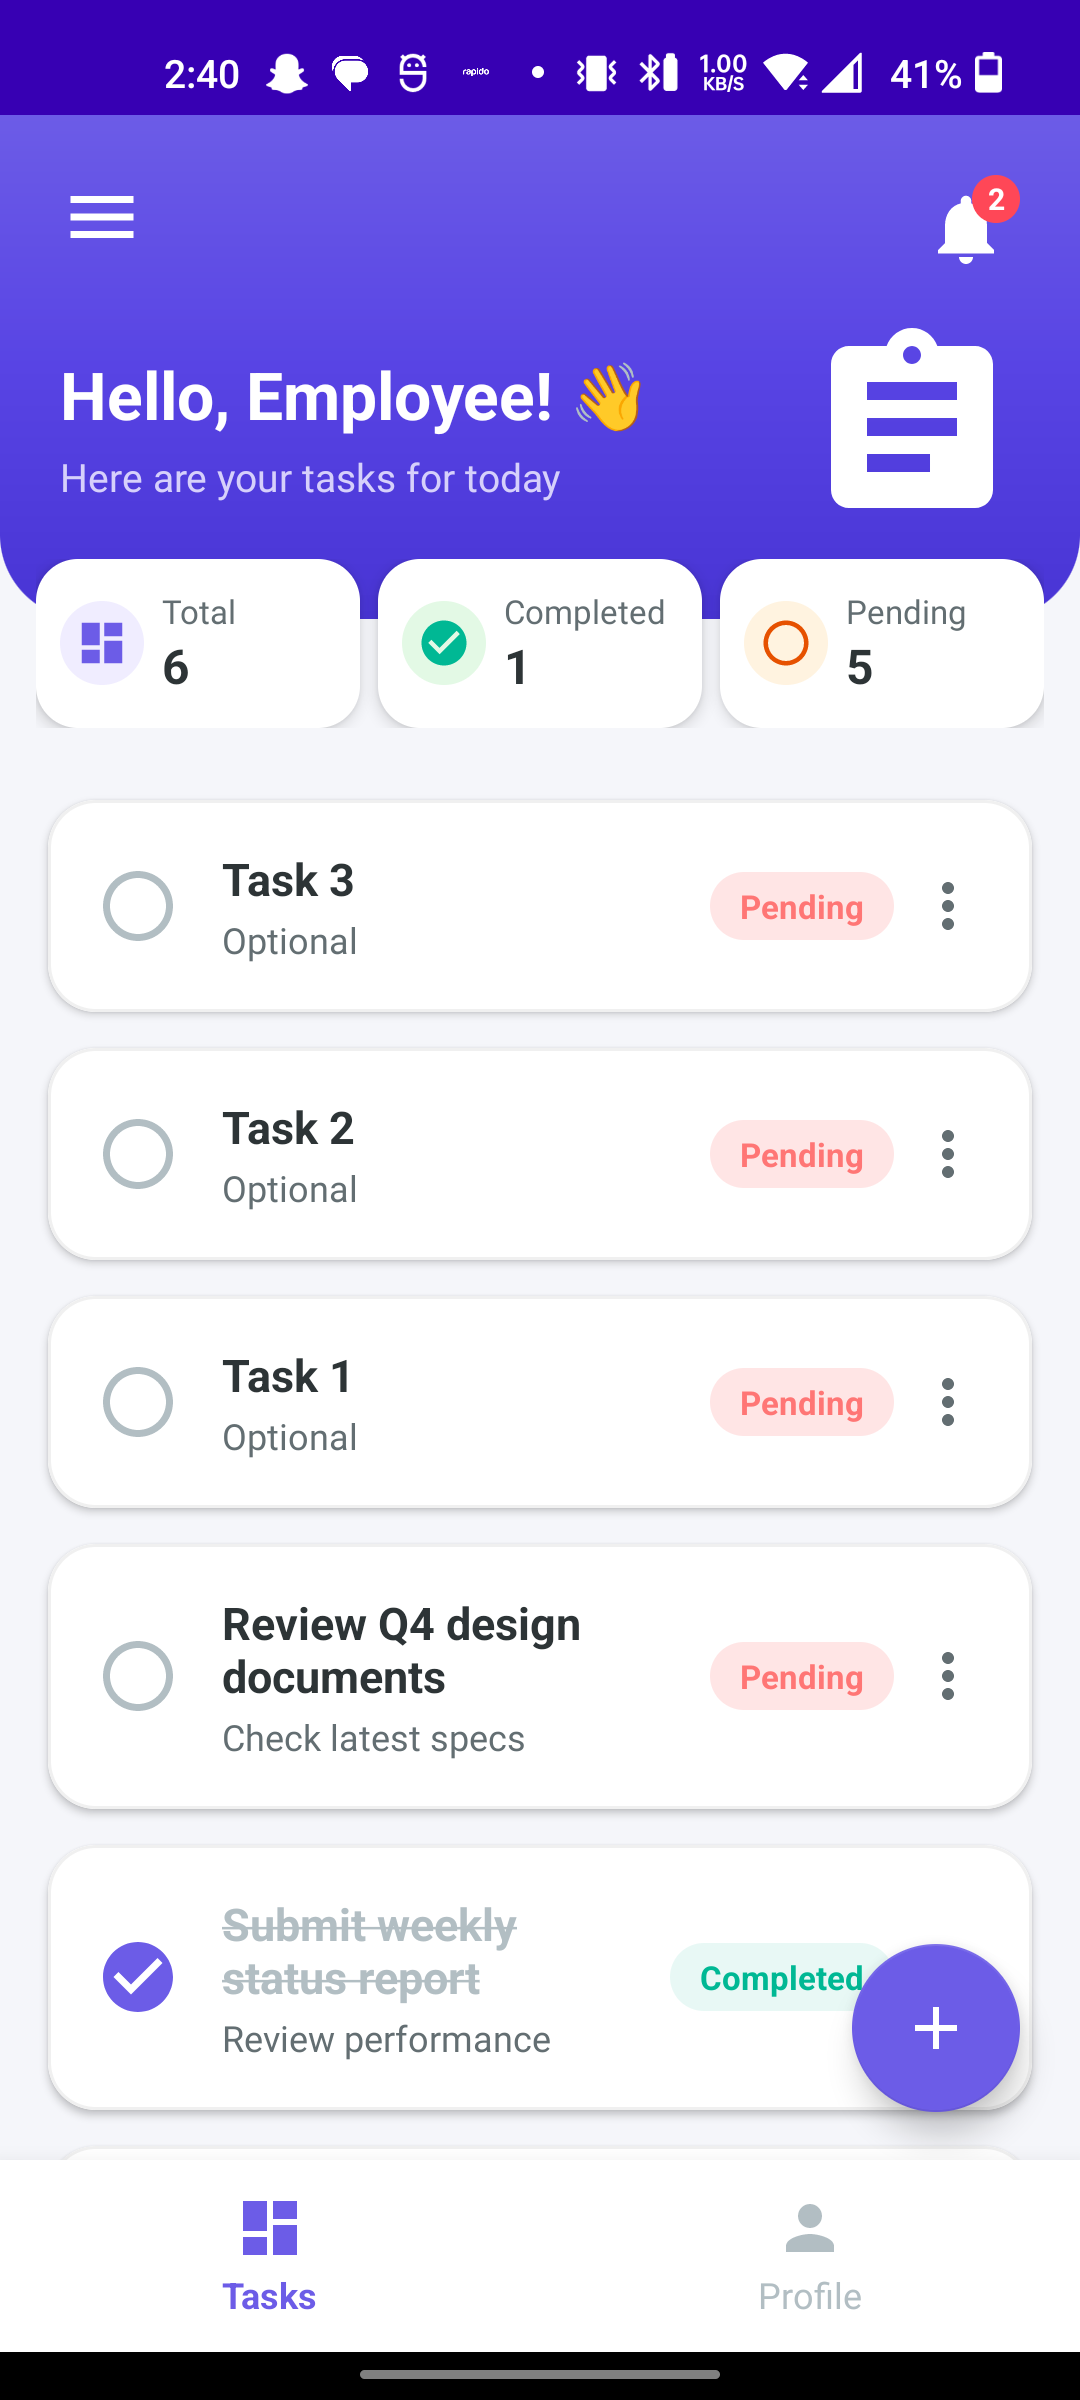 2:40 rapido 1.00 KB/S 41%
2
Hello, Employee! 👋
Here are your tasks for today
Total
6
Completed
1
Pending
5
Task 3
Optional
Pending
Task 2
Optional
Pending
Task 1
Optional
Pending
Review Q4 design
documents
Check latest specs
Pending
Submit weekly
status report
Review performance
Completed
Tasks
Profile